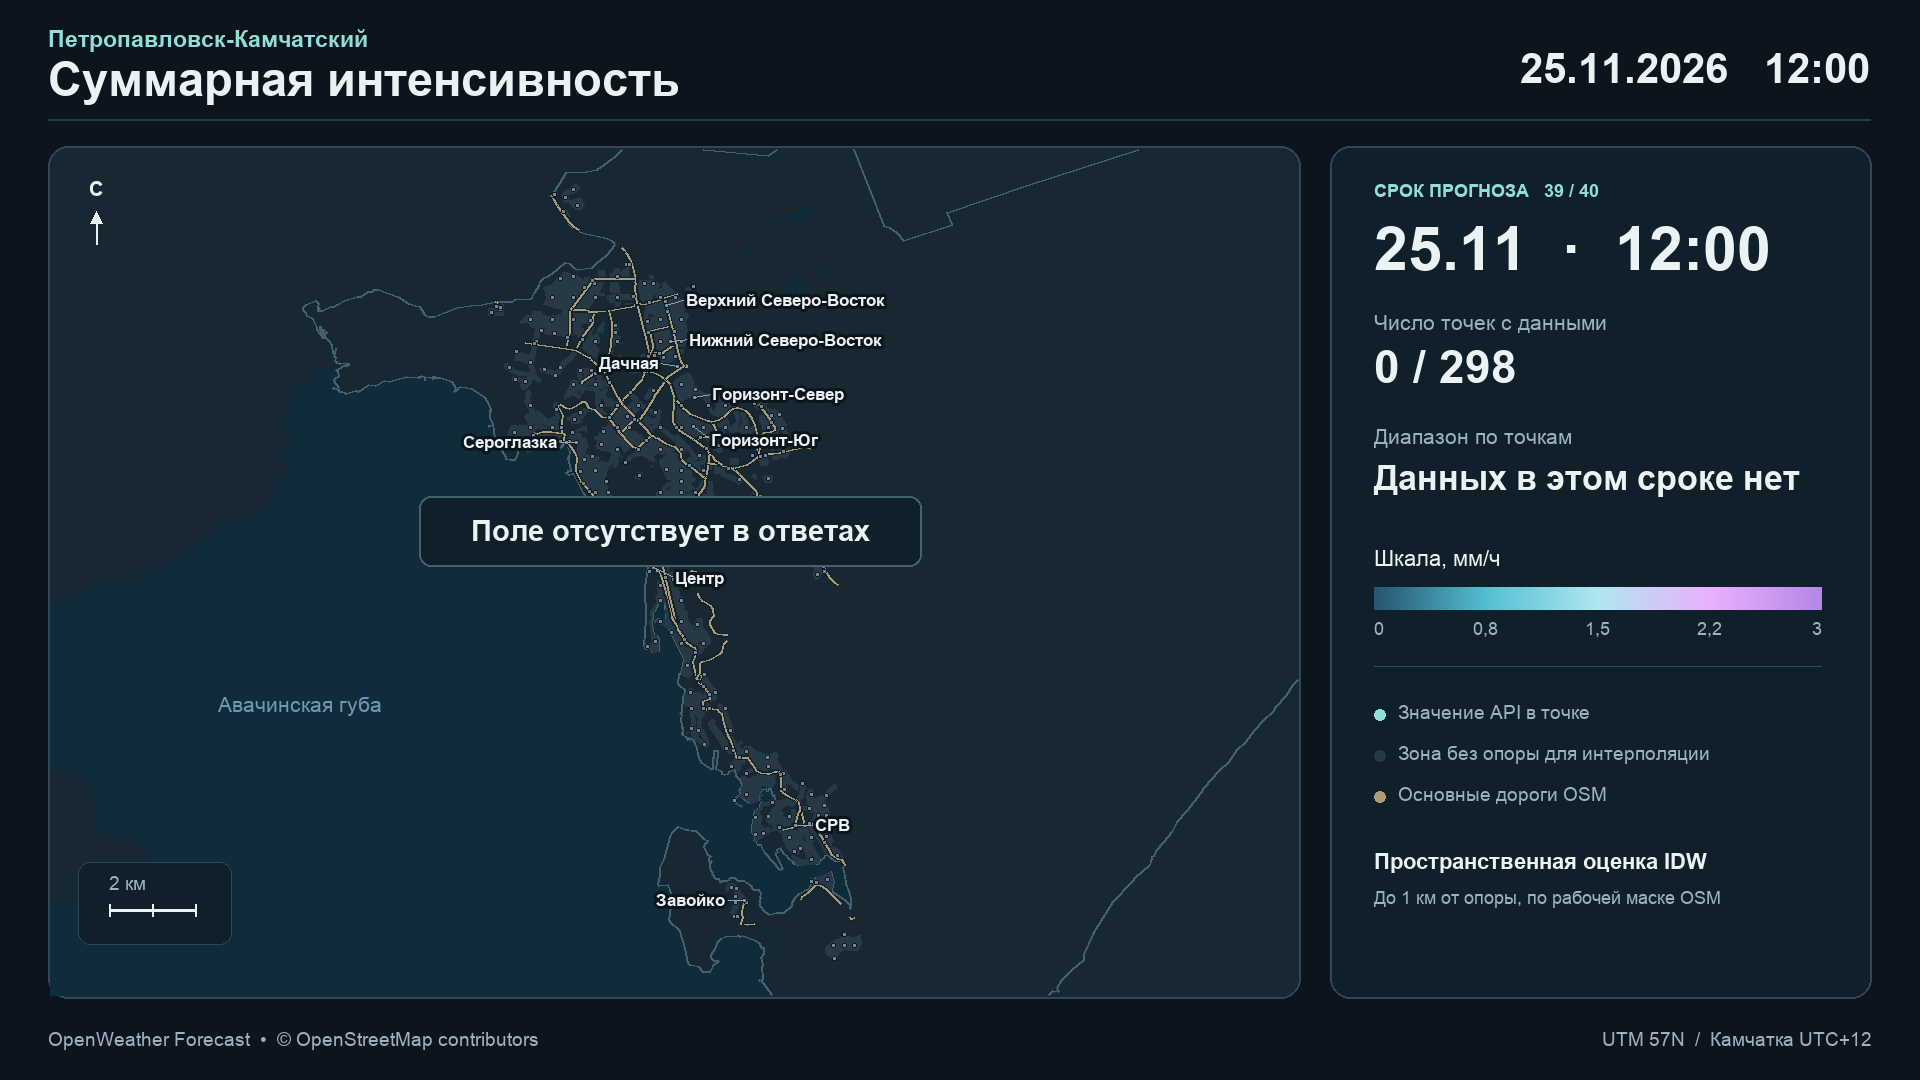 Петропавловск-Камчатский
Суммарная интенсивность
25.11.2026 12:00
С
Верхний Северо-Восток
Нижний Северо-Восток
Дачная
Горизонт-Север
Сероглазка
Горизонт-Юг
Поле отсутствует в ответах
Центр
Авачинская губа
СРВ
Завойко
2 км
СРОК ПРОГНОЗА 39 / 40
25.11 · 12:00
Число точек с данными
0 / 298
Диапазон по точкам
Данных в этом сроке нет
Шкала, мм/ч
0 0,8 1,5 2,2 3
Значение API в точке
Зона без опоры для интерполяции
Основные дороги OSM
Пространственная оценка IDW
До 1 км от опоры, по рабочей маске OSM
OpenWeather Forecast • © OpenStreetMap contributors
UTM 57N / Камчатка UTC+12